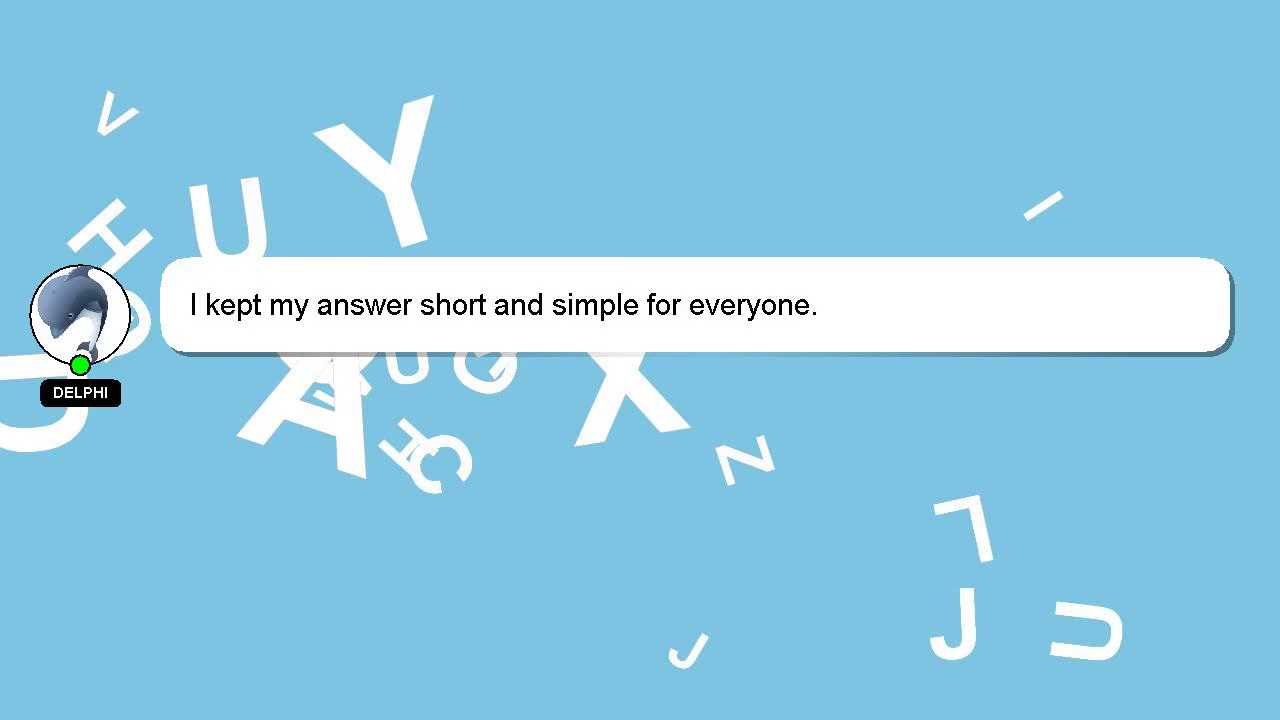 V
Y
H
U
I
I kept my answer short and simple for everyone.
DELPHI
U
G
X
A
H
C
N
L
J
U
J